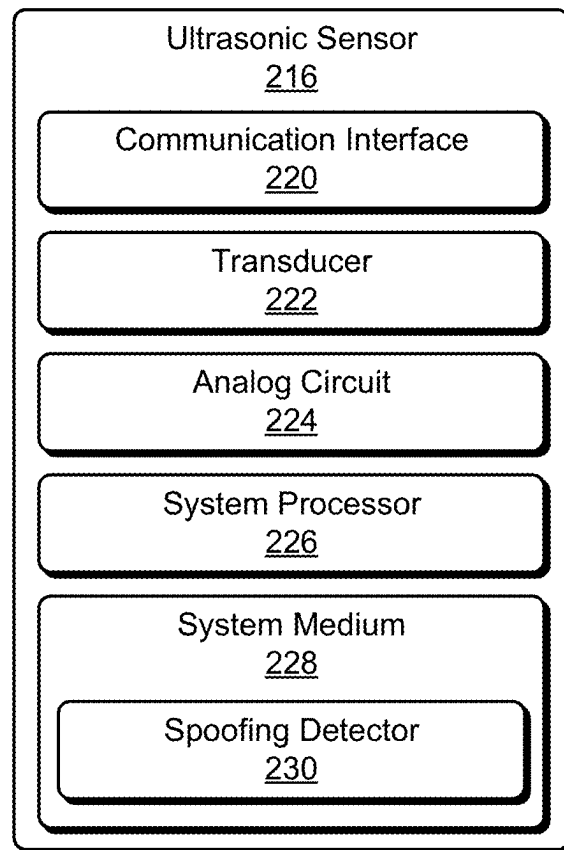 Ultrasonic Sensor
216
Communication Interface
220
Transducer
222
Analog Circuit
224
System Processor
226
System Medium
228
Spoofing Detector
230